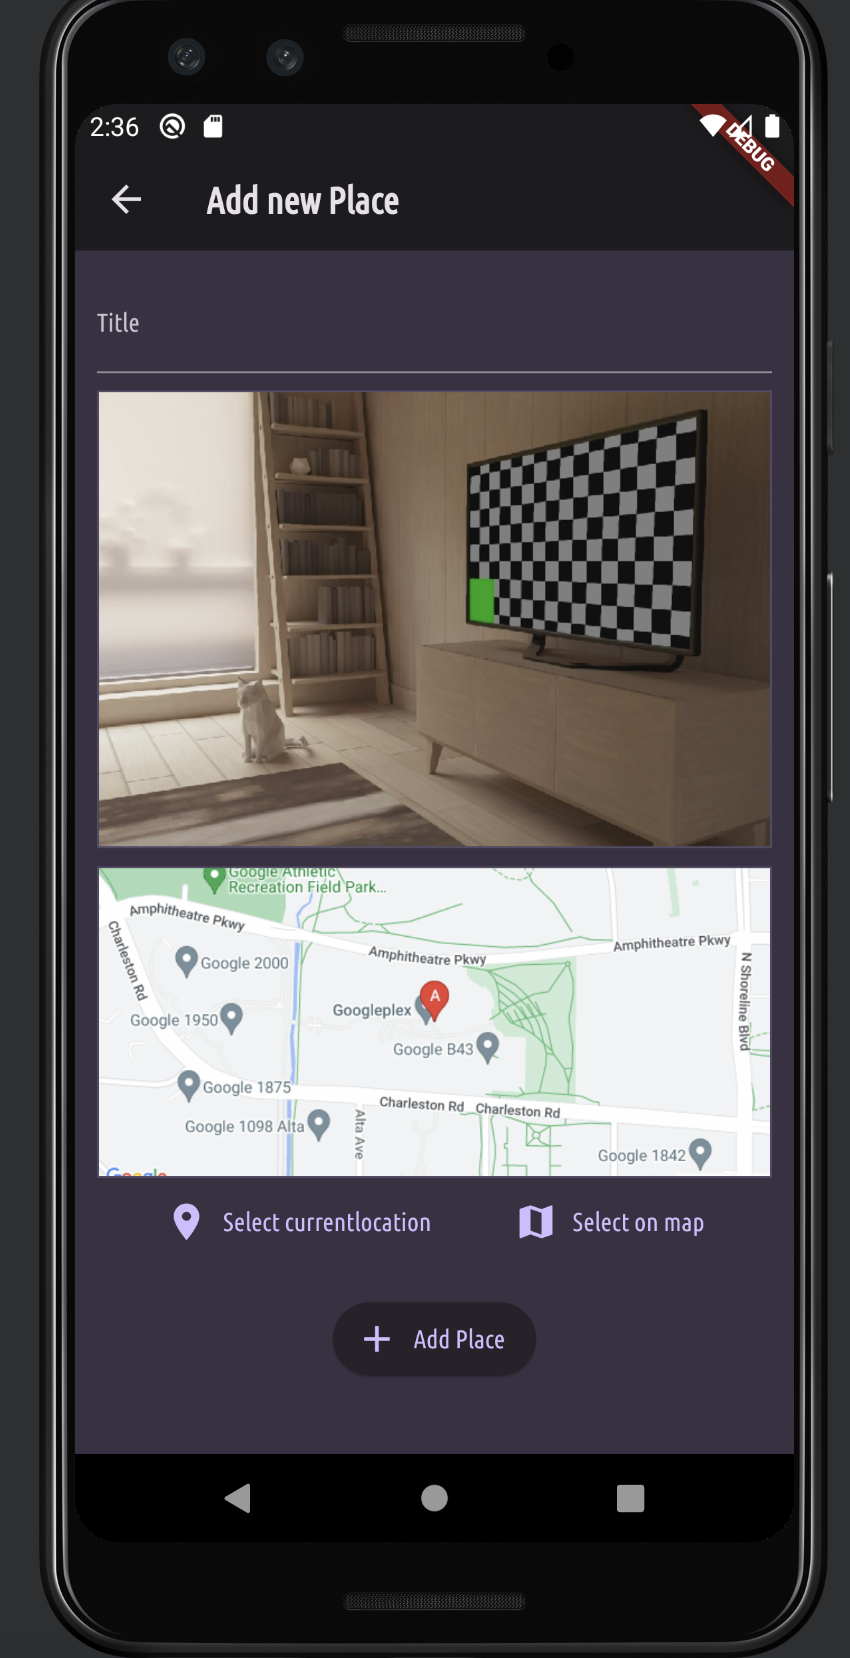 2:36
DEBUG
Add new Place
Title
Google Athletic
Recreation Field Park...
Amphitheatre Pkwy
Amphitheatre Pkwy
Amphitheatre Pkwy
Charleston Rd
N Shoreline Blvd
Google 2000
A
Googleplex
Google 1950
Google B43
Google 1875
Charleston Rd
Charleston Rd
Google 1098 Alta
Alta Ave
Google 1842
Google
Select currentlocation
Select on map
Add Place